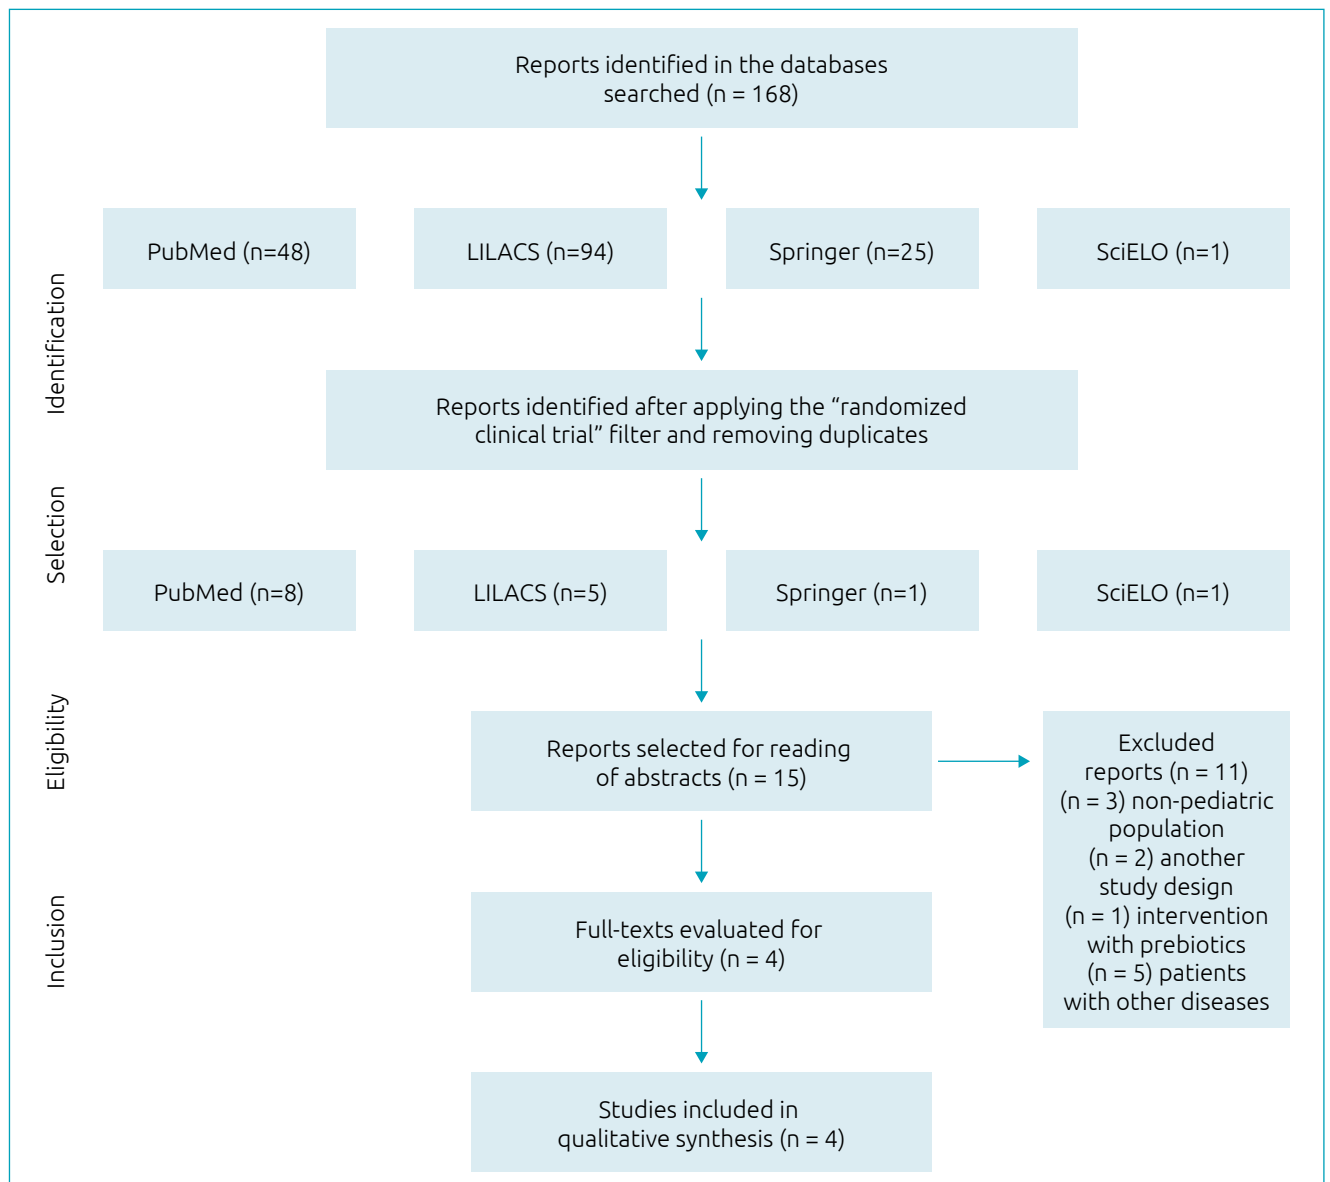 Reports identified in the databases
searched (n = 168)
Identification
PubMed (n=48)
LILACS (n=94)
Springer (n=25)
SciELO (n=1)
Reports identified after applying the “randomized
clinical trial” filter and removing duplicates
Selection
PubMed (n=8)
LILACS (n=5)
Springer (n=1)
SciELO (n=1)
Eligibility
Reports selected for reading
of abstracts (n = 15)
Excluded
reports (n = 11)
(n = 3) non-pediatric
population
(n = 2) another
study design
(n = 1) intervention
with prebiotics
(n = 5) patients
with other diseases
Inclusion
Full-texts evaluated for
eligibility (n = 4)
Studies included in
qualitative synthesis (n = 4)